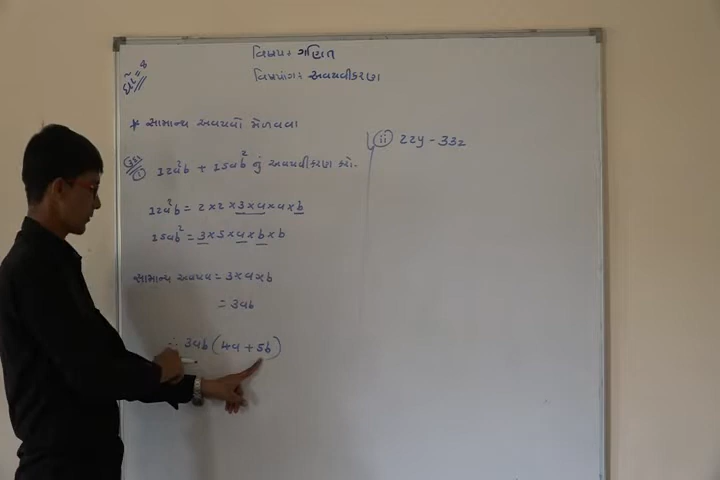 ધોરણ = 8
વિષય : ગણિત
વિષયાંગ : અવયવીકરણ
* સામાન્ય અવયવો મેળવવા
ઉદા.
(i) 12a²b + 15ab² નું અવયવીકરણ કરો.
12a²b = 2 x 2 x 3 x a x a x b
15ab² = 3 x 5 x a x b x b
સામાન્ય અવયવ = 3 x a x b
= 3ab
∴ 3ab (4a + 5b)
(ii) 22y - 33z